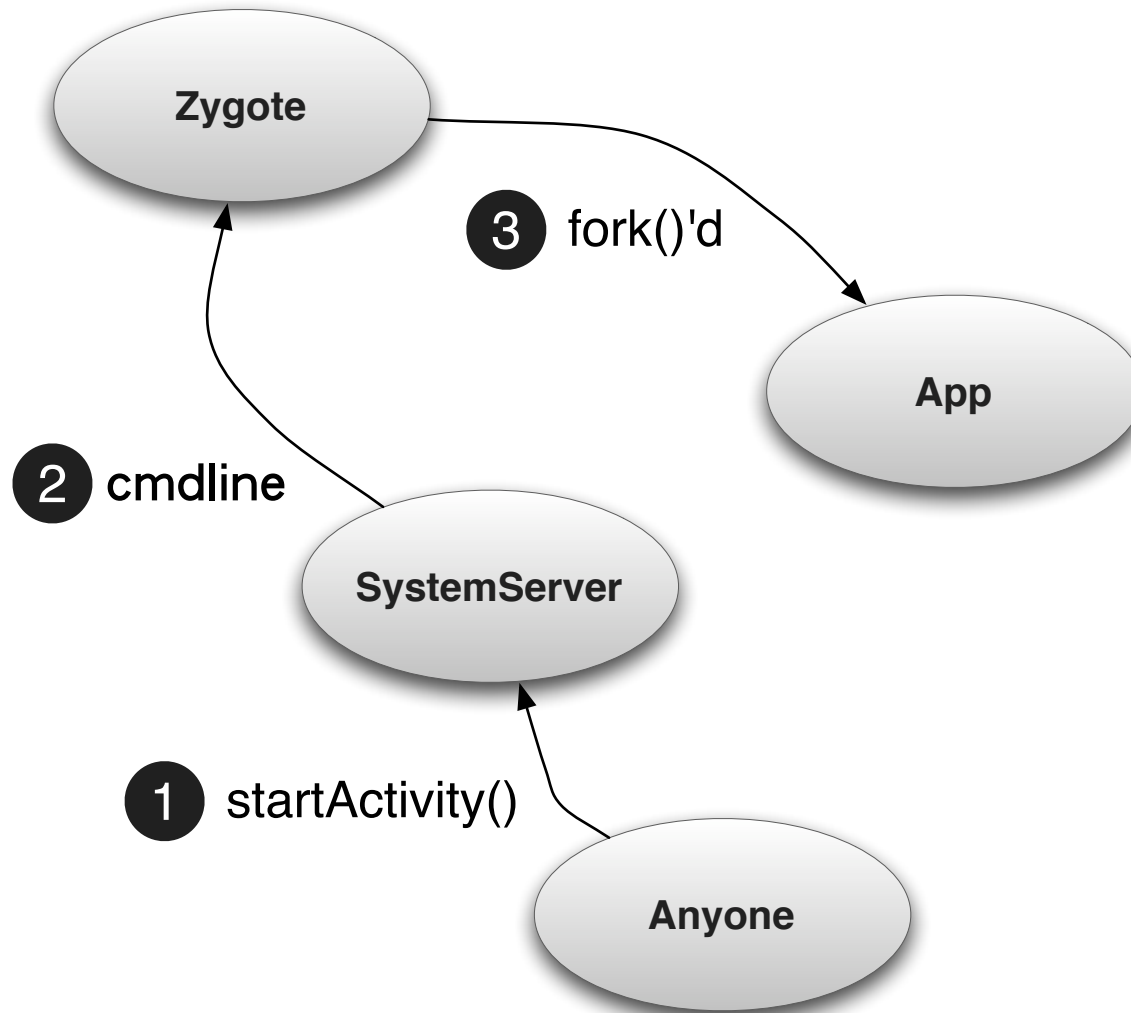 Zygote
3 fork()'d
App
2 cmdline
SystemServer
1 startActivity()
Anyone